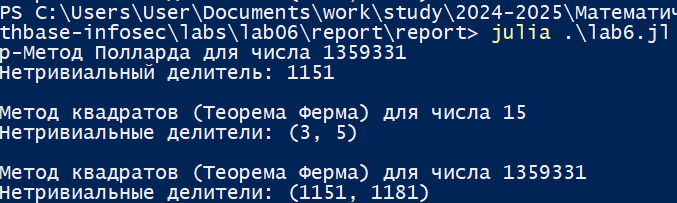 PS C:\Users\User\Documents\work\study\2024-2025\Математич
thbase-infosec\labs\lab06\report\report> julia .\lab6.jl
p-Метод Полларда для числа 1359331
Нетривиальный делитель: 1151
Метод квадратов (Теорема Ферма) для числа 15
Нетривиальные делители: (3, 5)
Метод квадратов (Теорема Ферма) для числа 1359331
Нетривиальные делители: (1151, 1181)